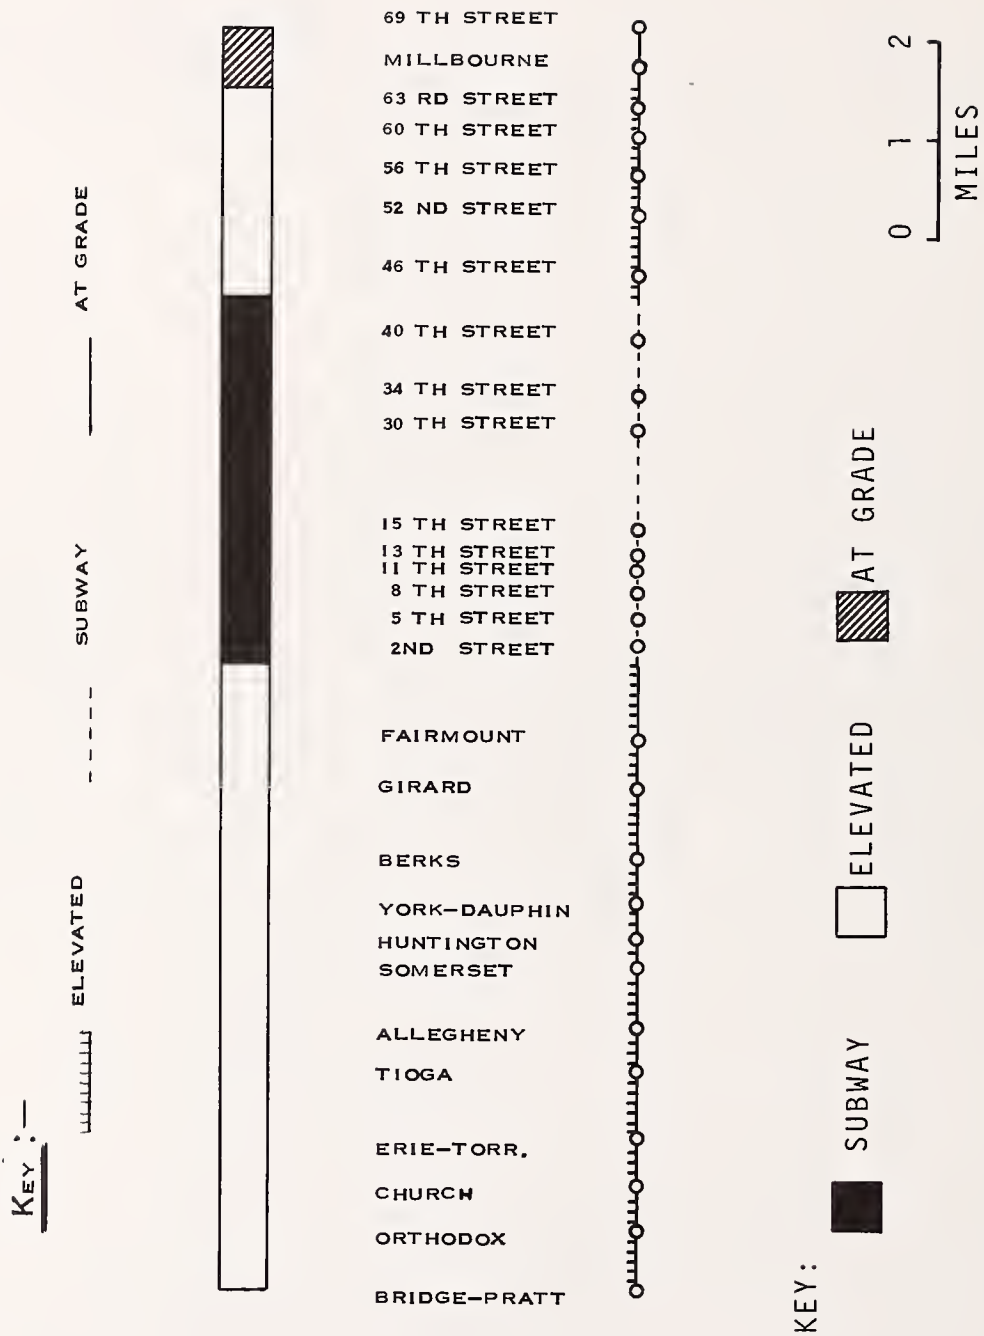 69 TH STREET
MILLBOURNE
63 RD STREET
60 TH STREET
56 TH STREET
52 ND STREET
46 TH STREET
40 TH STREET
34 TH STREET
30 TH STREET
15 TH STREET
13 TH STREET
11 TH STREET
8 TH STREET
5 TH STREET
2ND STREET
FAIRMOUNT
GIRARD
BERKS
YORK–DAUPHIN
HUNTINGTON
SOMERSET
ALLEGHENY
TIOGA
ERIE–TORR.
CHURCH
ORTHODOX
BRIDGE–PRATT
KEY :—
ELEVATED
SUBWAY
AT GRADE
KEY:
SUBWAY
ELEVATED
AT GRADE
0 1 2
MILES